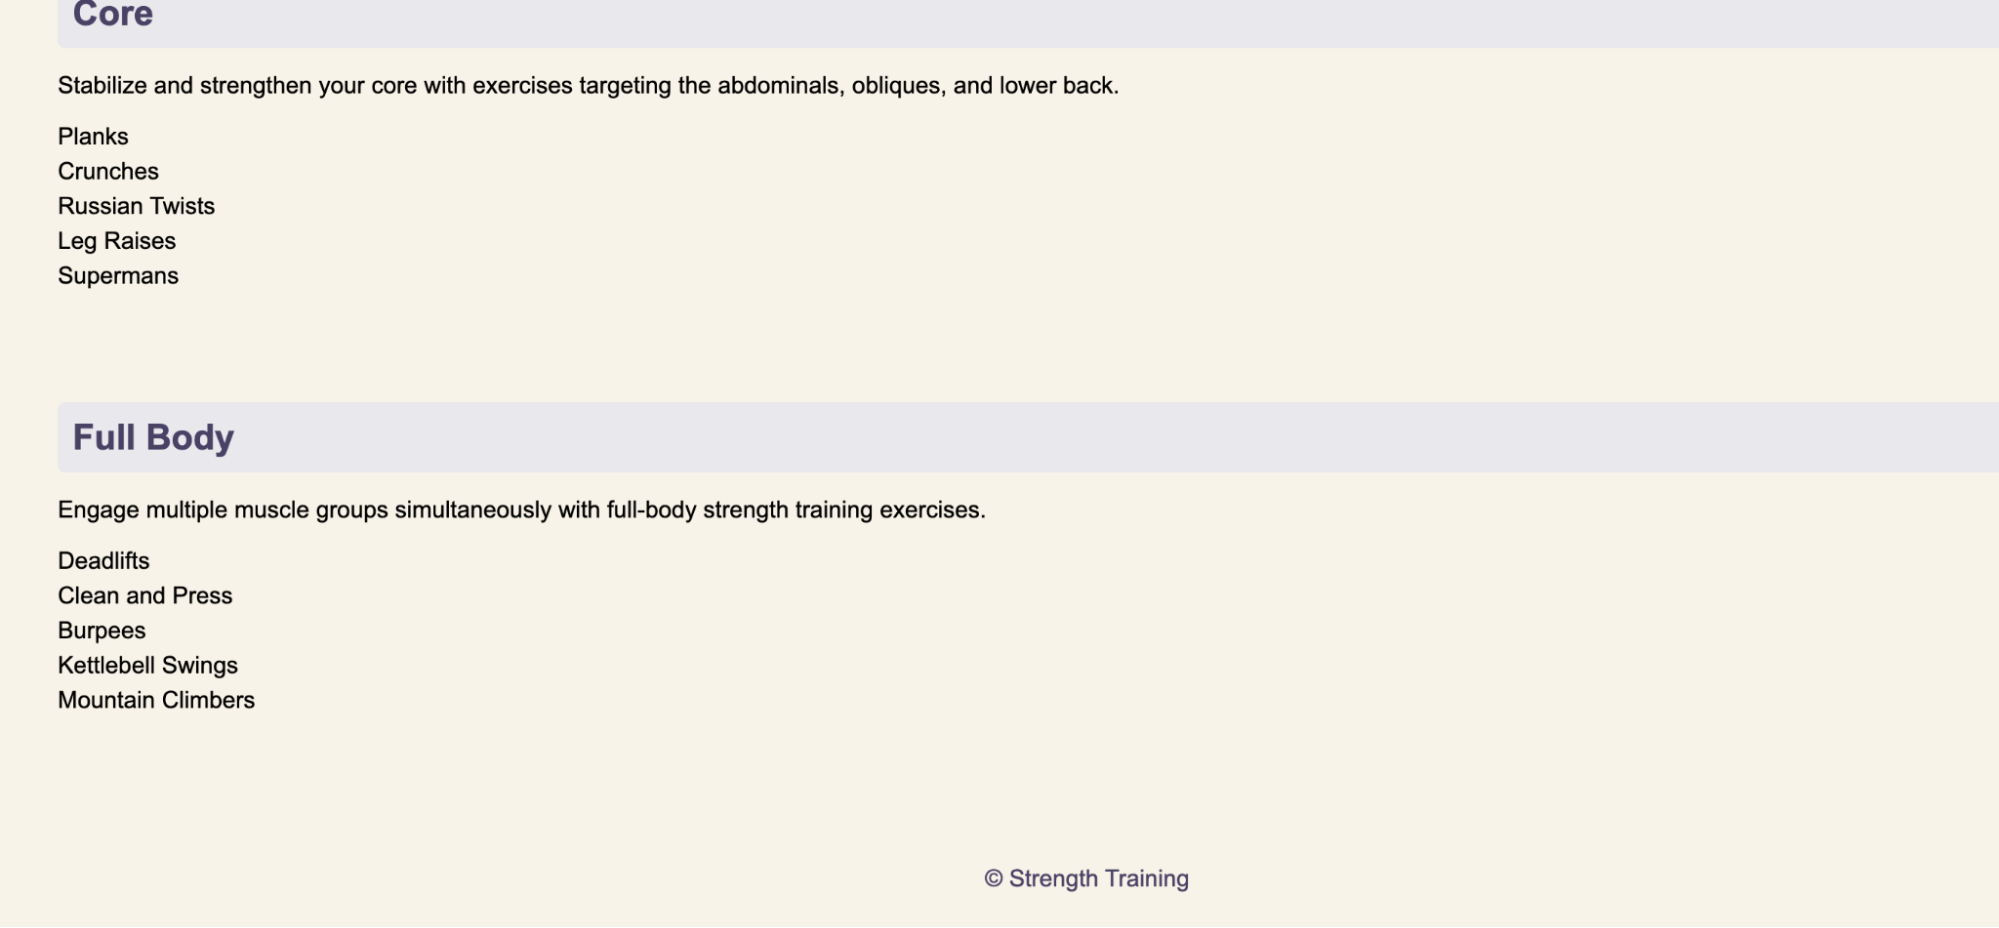 Core
Stabilize and strengthen your core with exercises targeting the abdominals, obliques, and lower back.
Planks
Crunches
Russian Twists
Leg Raises
Supermans
Full Body
Engage multiple muscle groups simultaneously with full-body strength training exercises.
Deadlifts
Clean and Press
Burpees
Kettlebell Swings
Mountain Climbers
© Strength Training